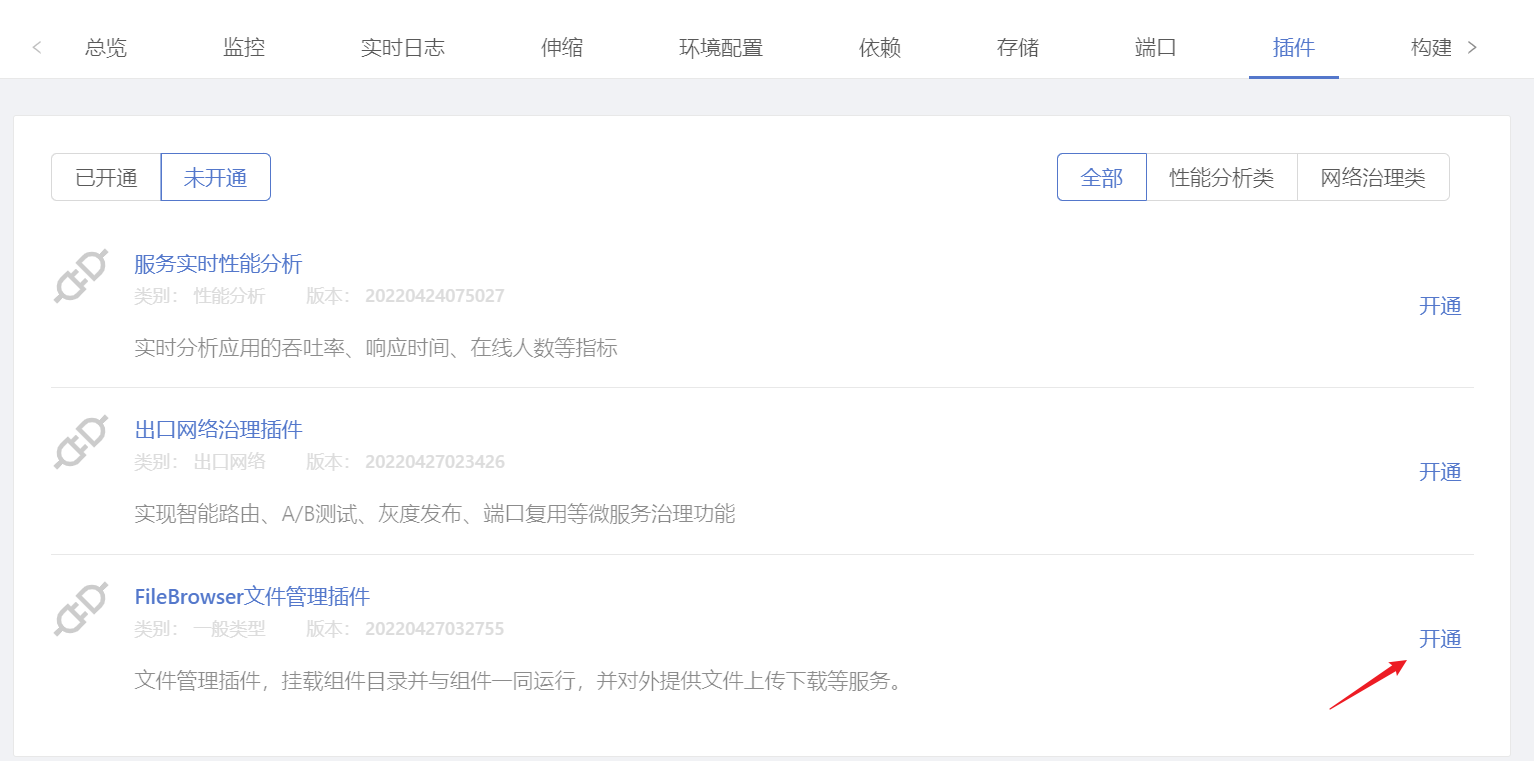 总览 监控 实时日志 伸缩 环境配置 依赖 存储 端口 插件 构建
已开通 未开通 全部 性能分析类 网络治理类
服务实时性能分析
类别： 性能分析 版本： 20220424075027
开通
实时分析应用的吞吐率、响应时间、在线人数等指标
出口网络治理插件
类别： 出口网络 版本： 20220427023426
开通
实现智能路由、A/B测试、灰度发布、端口复用等微服务治理功能
FileBrowser文件管理插件
类别： 一般类型 版本： 20220427032755
开通
文件管理插件，挂载组件目录并与组件一同运行，并对外提供文件上传下载等服务。